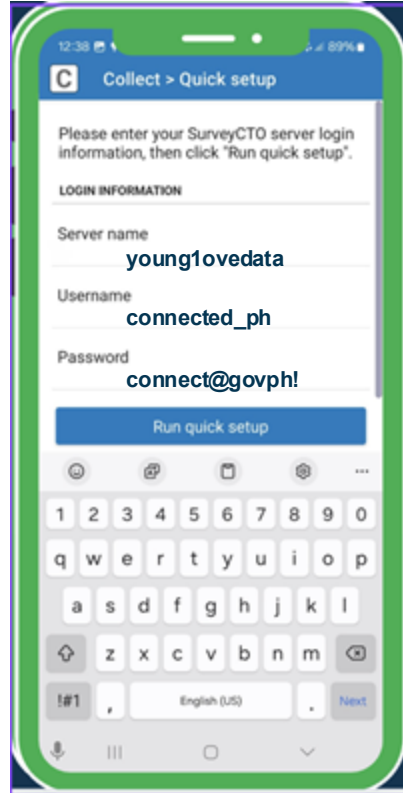 12:38 89%
C Collect > Quick setup
Please enter your SurveyCTO server login
information, then click "Run quick setup".
LOGIN INFORMATION
Server name
young1ovedata
Username
connected_ph
Password
connect@govph!
Run quick setup
1 2 3 4 5 6 7 8 9 0
q w e r t y u i o p
a s d f g h j k l
z x c v b n m
!#1 , English (US) . Next